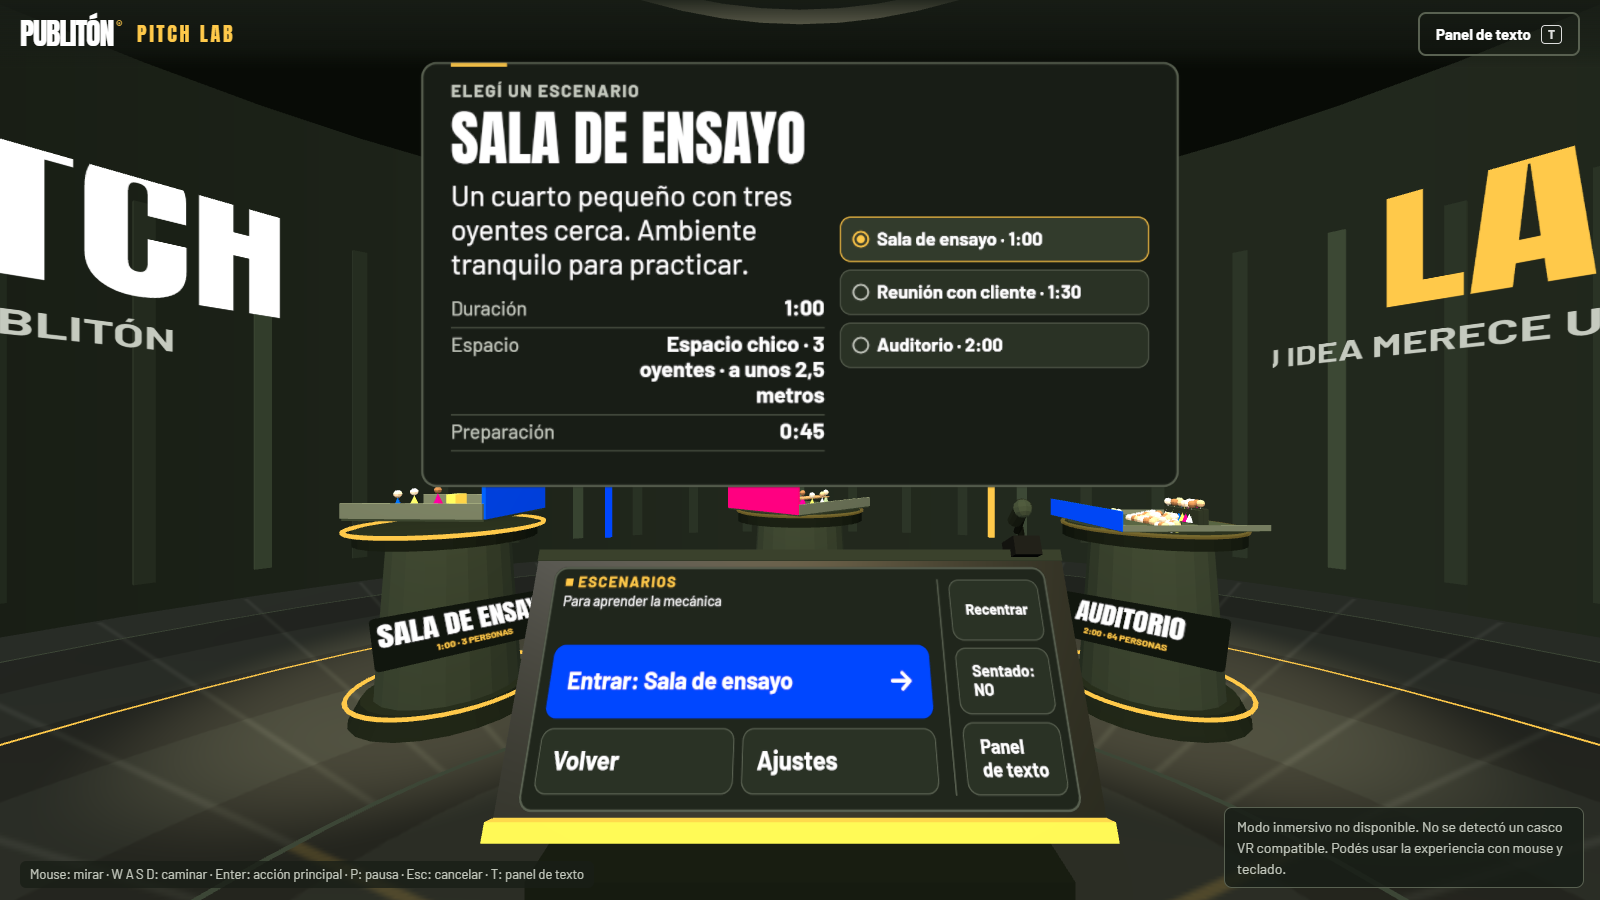 PUBLITÓN PITCH LAB
Panel de texto T
ELEGÍ UN ESCENARIO
SALA DE ENSAYO
Un cuarto pequeño con tres
oyentes cerca. Ambiente
tranquilo para practicar.
Duración 1:00
Espacio Espacio chico · 3
oyentes · a unos 2,5
metros
Preparación 0:45
Sala de ensayo · 1:00
Reunión con cliente · 1:30
Auditorio · 2:00
TCH
BLITÓN
LA
IDEA MERECE U
SALA DE ENSAY
1:00 · 3 PERSONAS
AUDITORIO
2:00 · 64 PERSONAS
ESCENARIOS
Para aprender la mecánica
Entrar: Sala de ensayo →
Volver
Ajustes
Recentrar
Sentado:
NO
Panel
de texto
Mouse: mirar · W A S D: caminar · Enter: acción principal · P: pausa · Esc: cancelar · T: panel de texto
Modo inmersivo no disponible. No se detectó un casco
VR compatible. Podés usar la experiencia con mouse y
teclado.